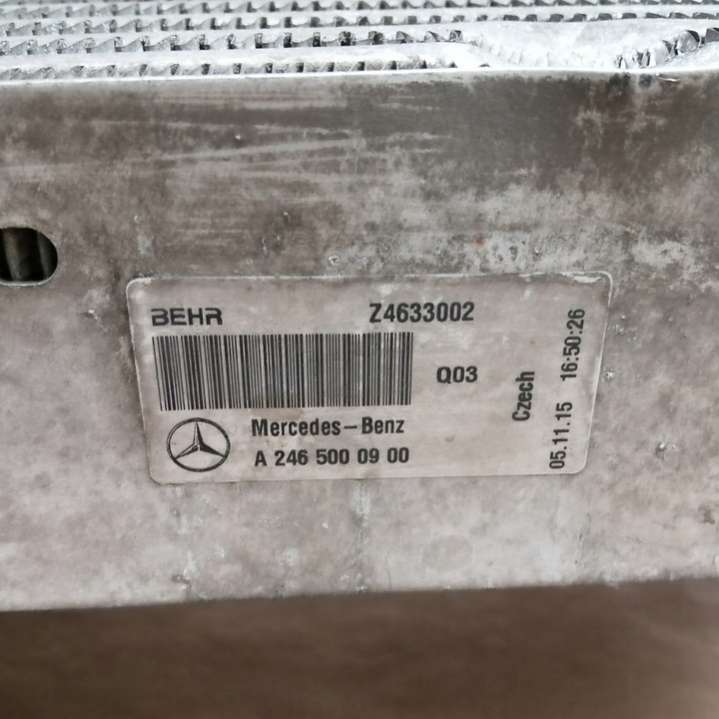 BEHR Z4633002
Q03
Mercedes-Benz
A 246 500 09 00
Czech
05.11.15 16:50:26